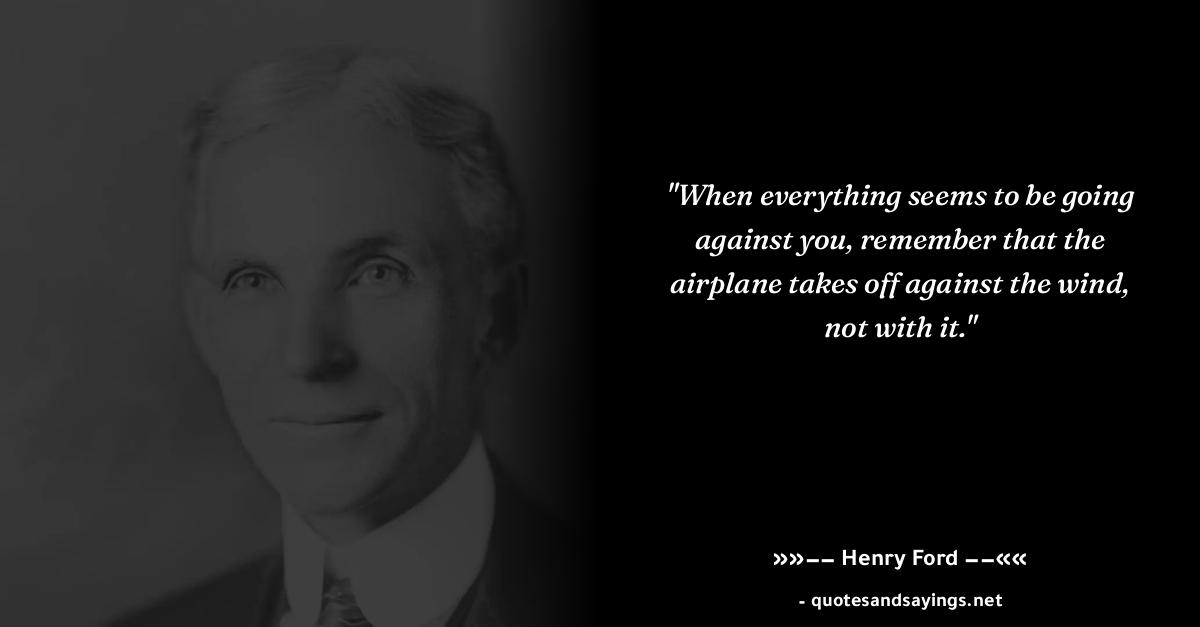 "When everything seems to be going
against you, remember that the
airplane takes off against the wind,
not with it."
»»−− Henry Ford −−««
- quotesandsayings.net